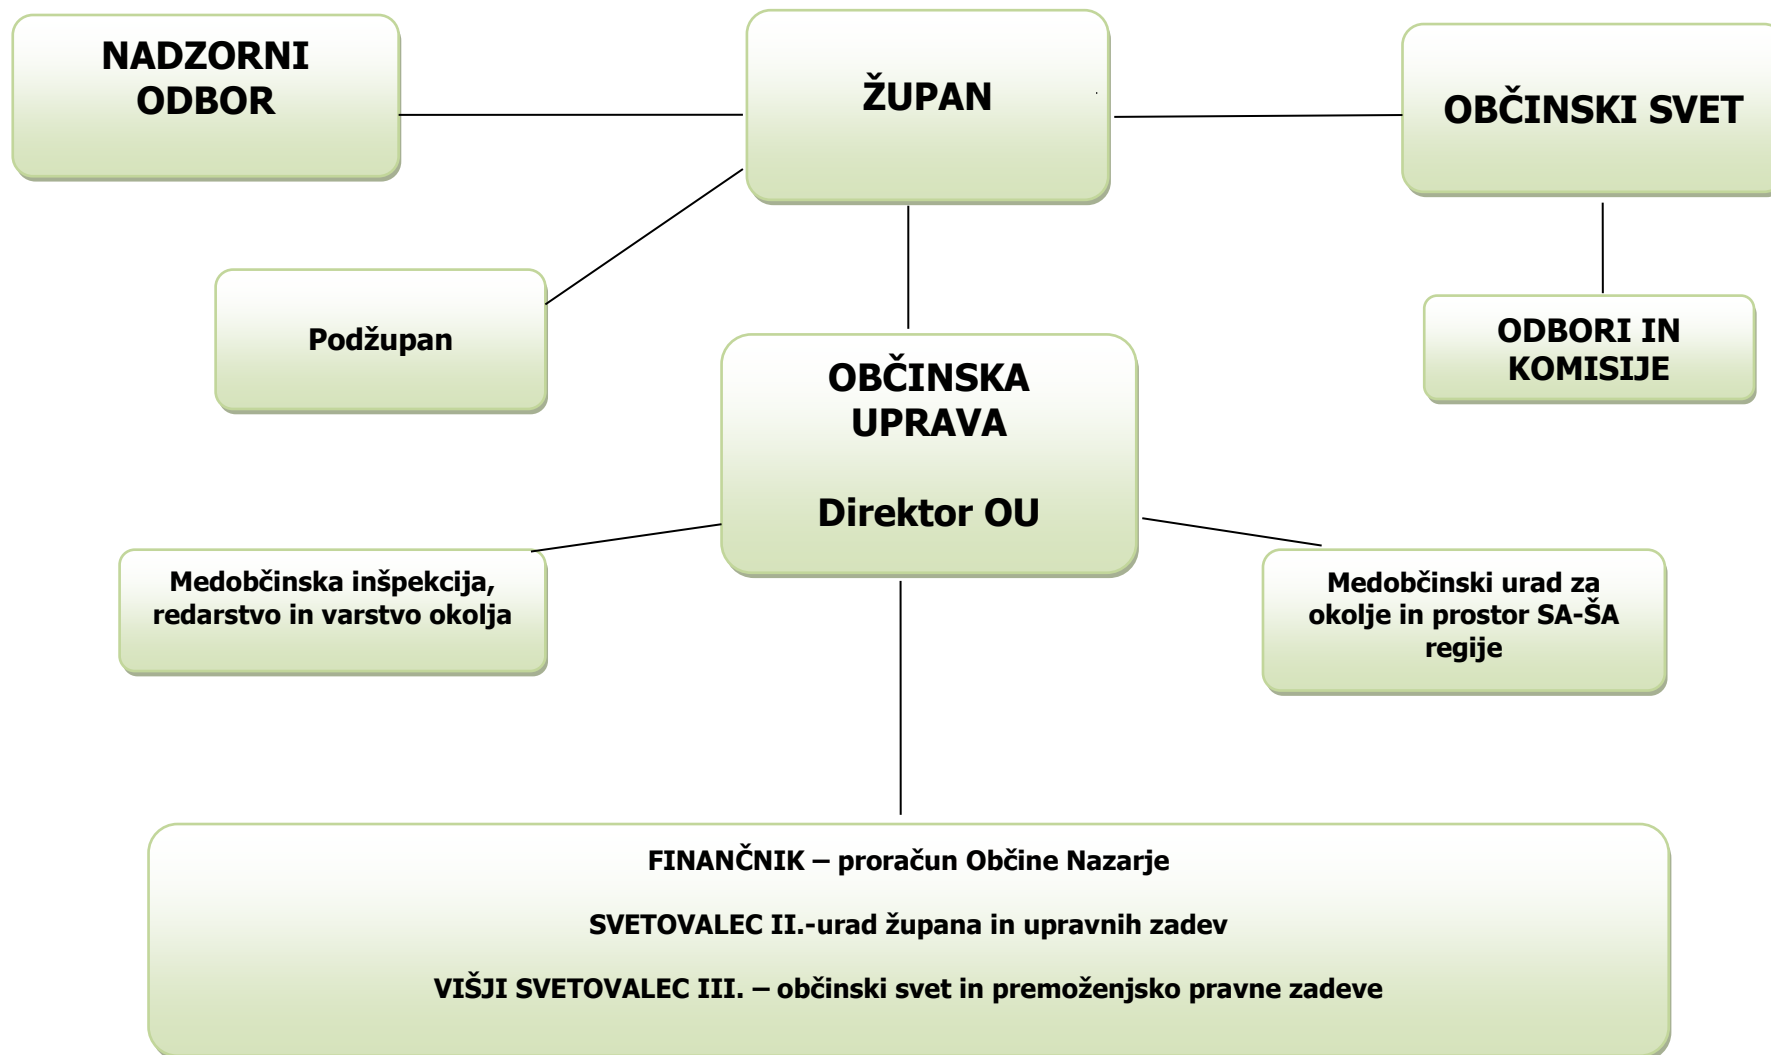 NADZORNI
ODBOR
ŽUPAN
OBČINSKI SVET
Podžupan
ODBORI IN
KOMISIJE
OBČINSKA
UPRAVA
Direktor OU
Medobčinska inšpekcija,
redarstvo in varstvo okolja
Medobčinski urad za
okolje in prostor SA-ŠA
regije
FINANČNIK – proračun Občine Nazarje
SVETOVALEC II.-urad župana in upravnih zadev
VIŠJI SVETOVALEC III. – občinski svet in premoženjsko pravne zadeve